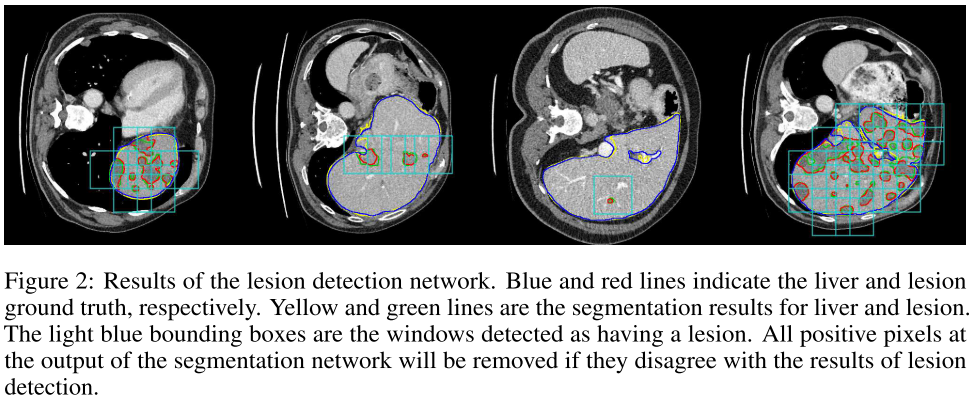 Figure 2: Results of the lesion detection network. Blue and red lines indicate the liver and lesion
ground truth, respectively. Yellow and green lines are the segmentation results for liver and lesion.
The light blue bounding boxes are the windows detected as having a lesion. All positive pixels at
the output of the segmentation network will be removed if they disagree with the results of lesion
detection.